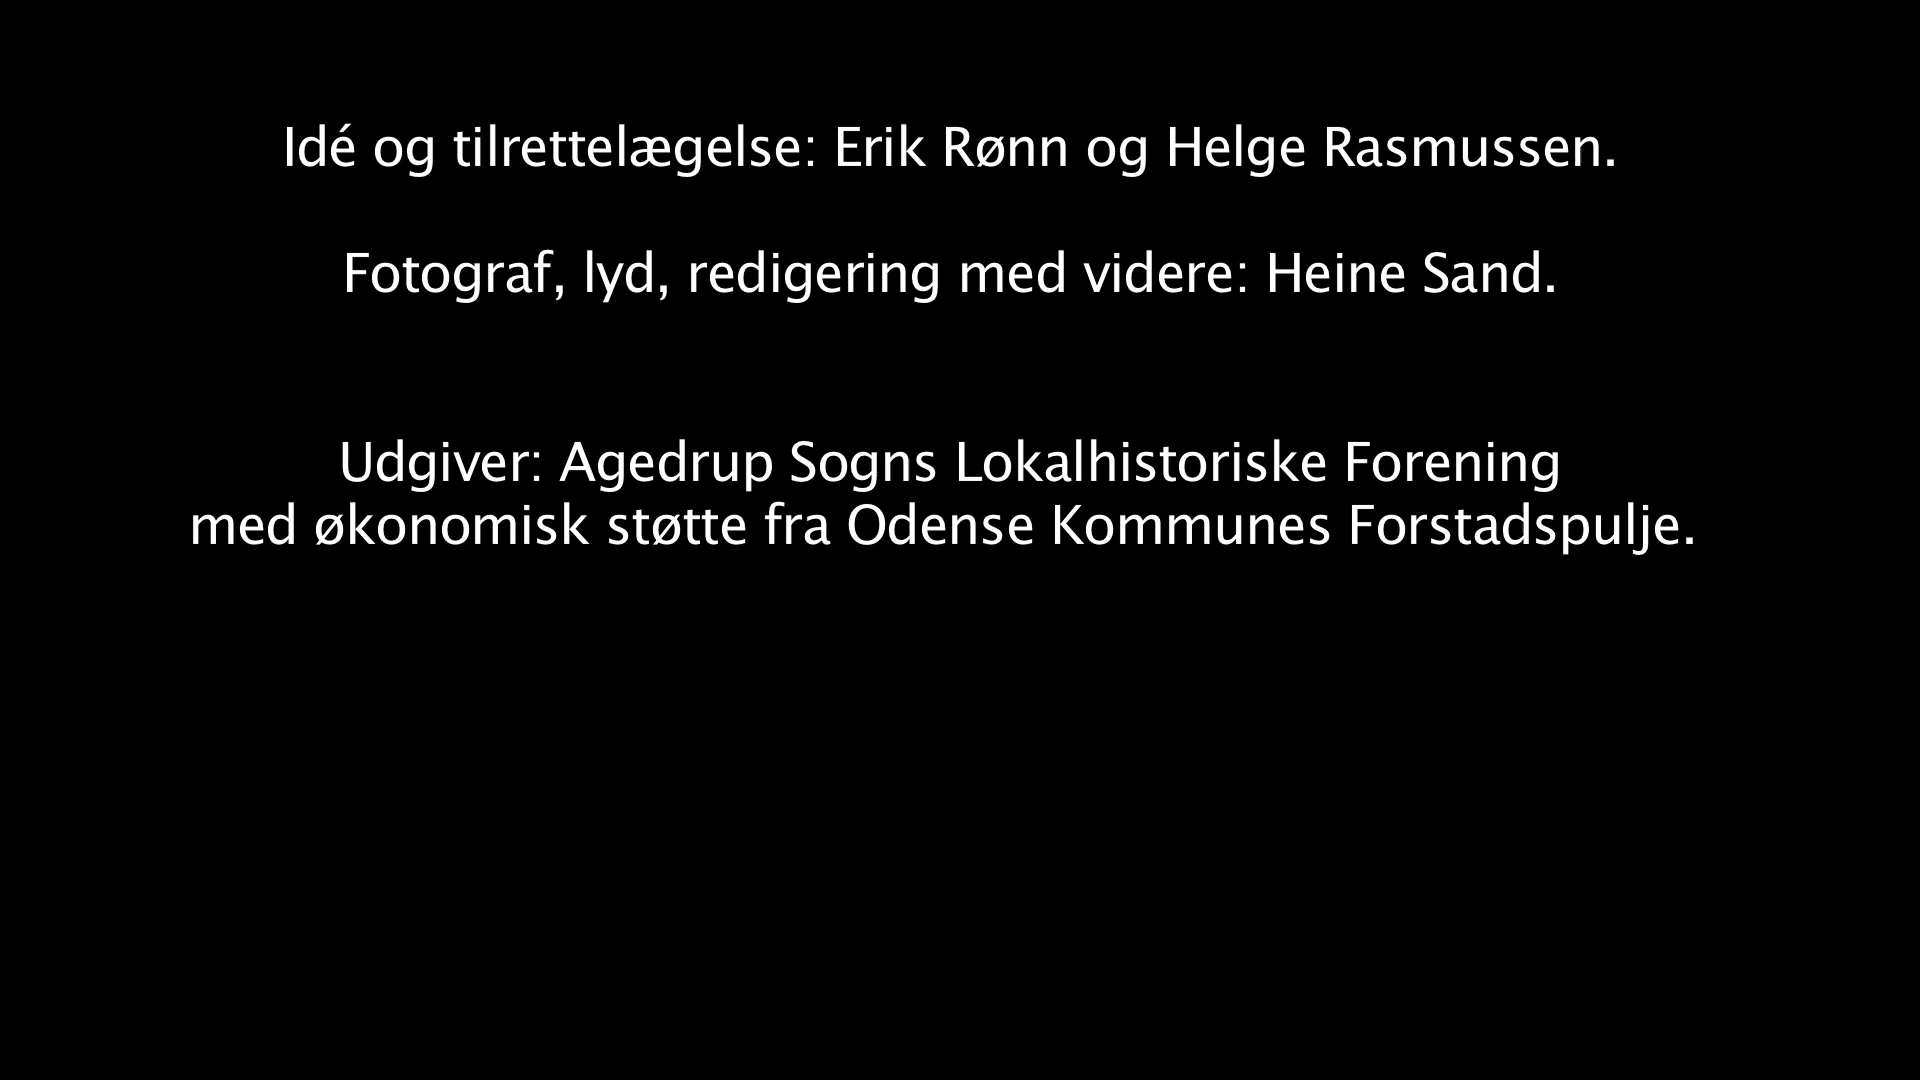 Idé og tilrettelægelse: Erik Rønn og Helge Rasmussen.
Fotograf, lyd, redigering med videre: Heine Sand.
Udgiver: Agedrup Sogns Lokalhistoriske Forening
med økonomisk støtte fra Odense Kommunes Forstadspulje.